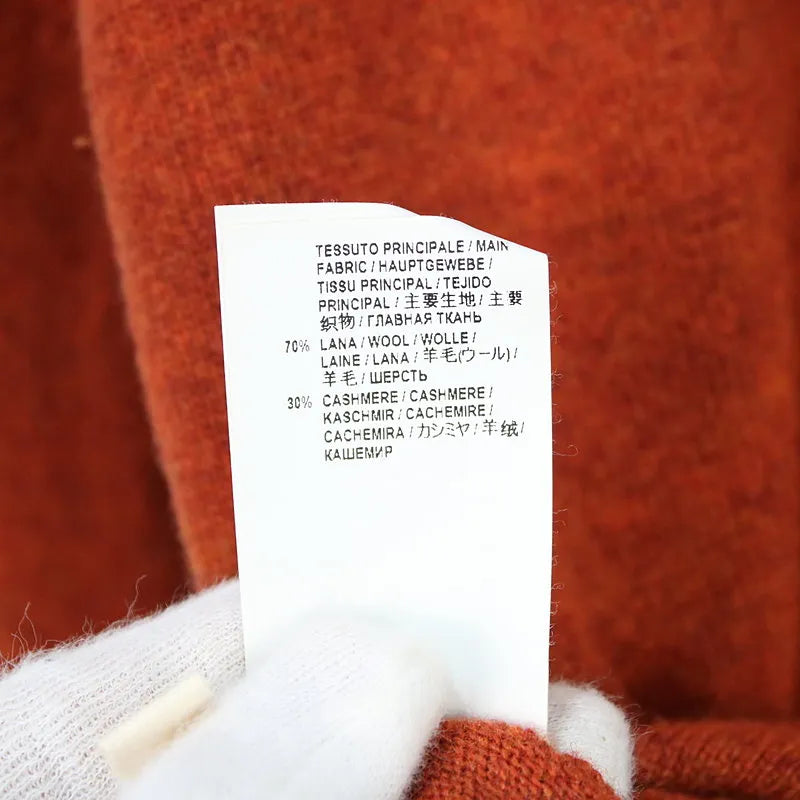 TESSUTO PRINCIPALE / MAIN
FABRIC / HAUPTGEWEBE /
TISSU PRINCIPAL / TEJIDO
PRINCIPAL / 主要生地 / 主要
织物 / ГЛАВНАЯ ТКАНЬ
70% LANA / WOOL / WOLLE /
LAINE / LANA / 羊毛(ウール) /
羊毛 / ШЕРСТЬ
30% CASHMERE / CASHMERE /
KASCHMIR / CACHEMIRE /
CACHEMIRA / カシミヤ / 羊绒 /
КАШЕМИР